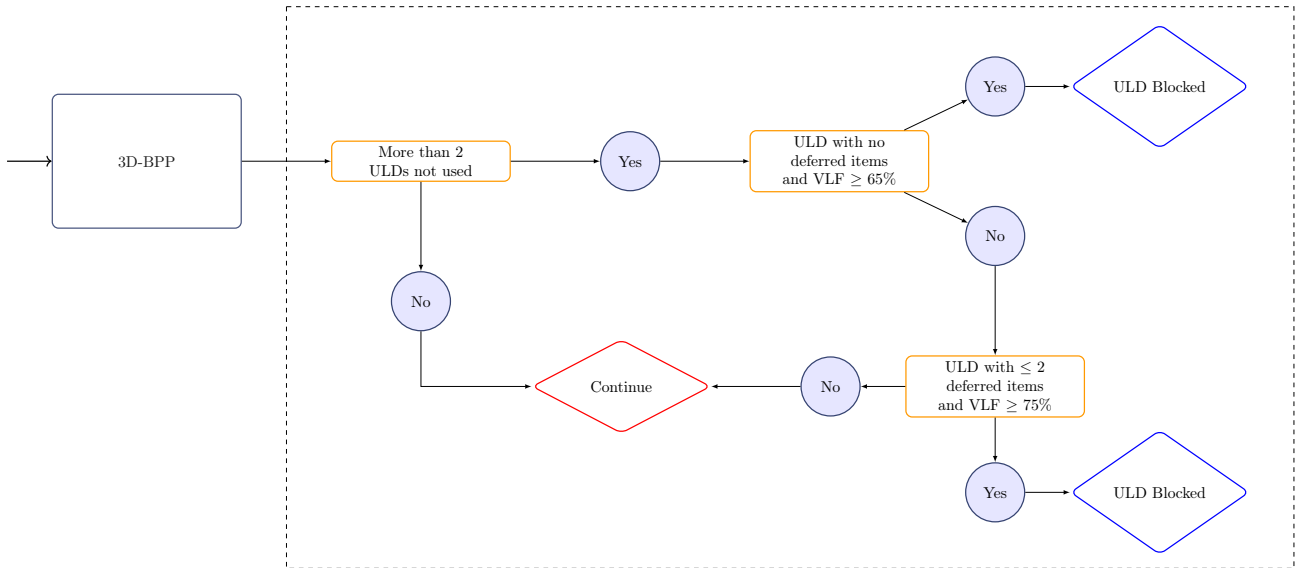 3D-BPP
More than 2
ULDs not used
Yes
ULD with no
deferred items
and VLF ≥ 65%
Yes
ULD Blocked
No
No
Continue
No
ULD with ≤ 2
deferred items
and VLF ≥ 75%
Yes
ULD Blocked